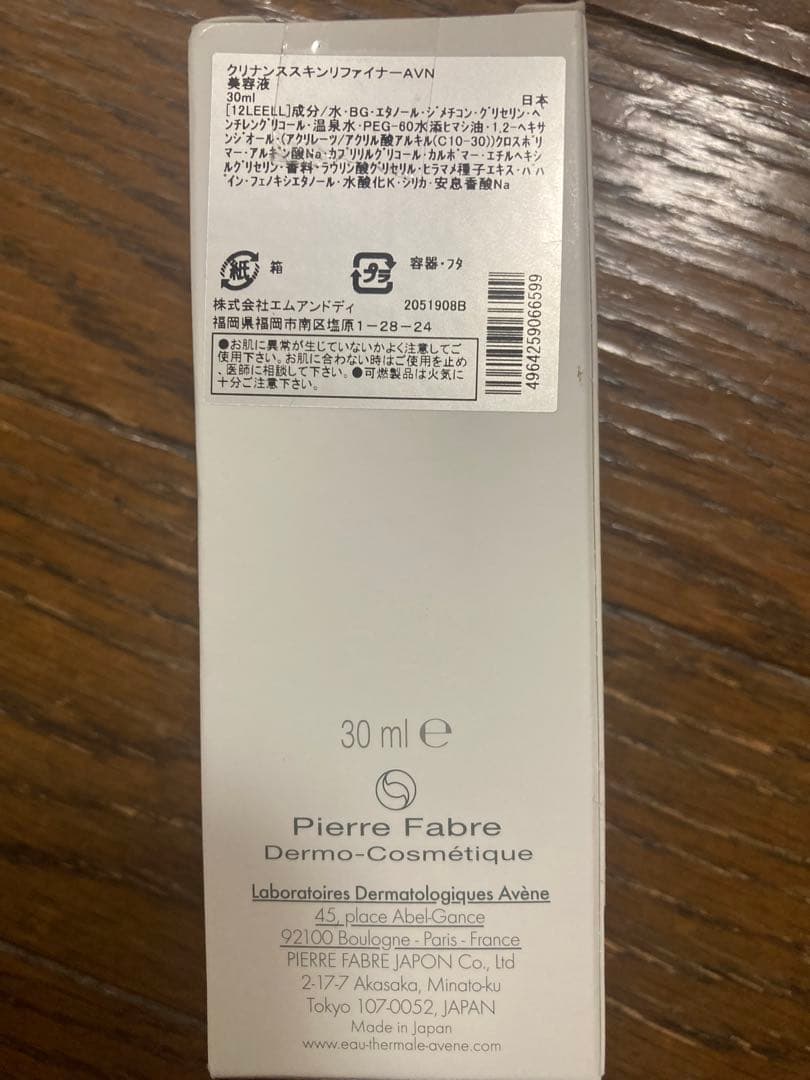 クリナンススキンリファイナーAVN
美容液
30ml 日本
[12LEELL]成分/水・BG・エタノール・ジメチコン・グリセリン・ペ
ンチレングリコール・温泉水・PEG-60水添ヒマシ油・1,2-ヘキサ
ンジオール・(アクリレーツ/アクリル酸アルキル(C10-30))クロスポリ
マー・アルギン酸Na・カプリリルグリコール・カルボマー・エチルヘキシ
ルグリセリン・香料・ラウリン酸グリセリル・ヒラマメ種子エキス・パパ
イン・フェノキシエタノール・水酸化K・シリカ・安息香酸Na
紙 箱 プラ 容器・フタ
株式会社エムアンドディ 2051908B
福岡県福岡市南区塩原1-28-24
●お肌に異常が生じていないかよく注意してご
使用下さい。お肌に合わない時はご使用を止め
、医師に相談して下さい。●可燃製品は火気に
十分ご注意下さい。
4964259066599
30 ml e
Pierre Fabre
Dermo-Cosmétique
Laboratoires Dermatologiques Avène
45, place Abel-Gance
92100 Boulogne - Paris - France
PIERRE FABRE JAPON Co., Ltd
2-17-7 Akasaka, Minato-ku
Tokyo 107-0052, JAPAN
Made in Japan
www.eau-thermale-avene.com